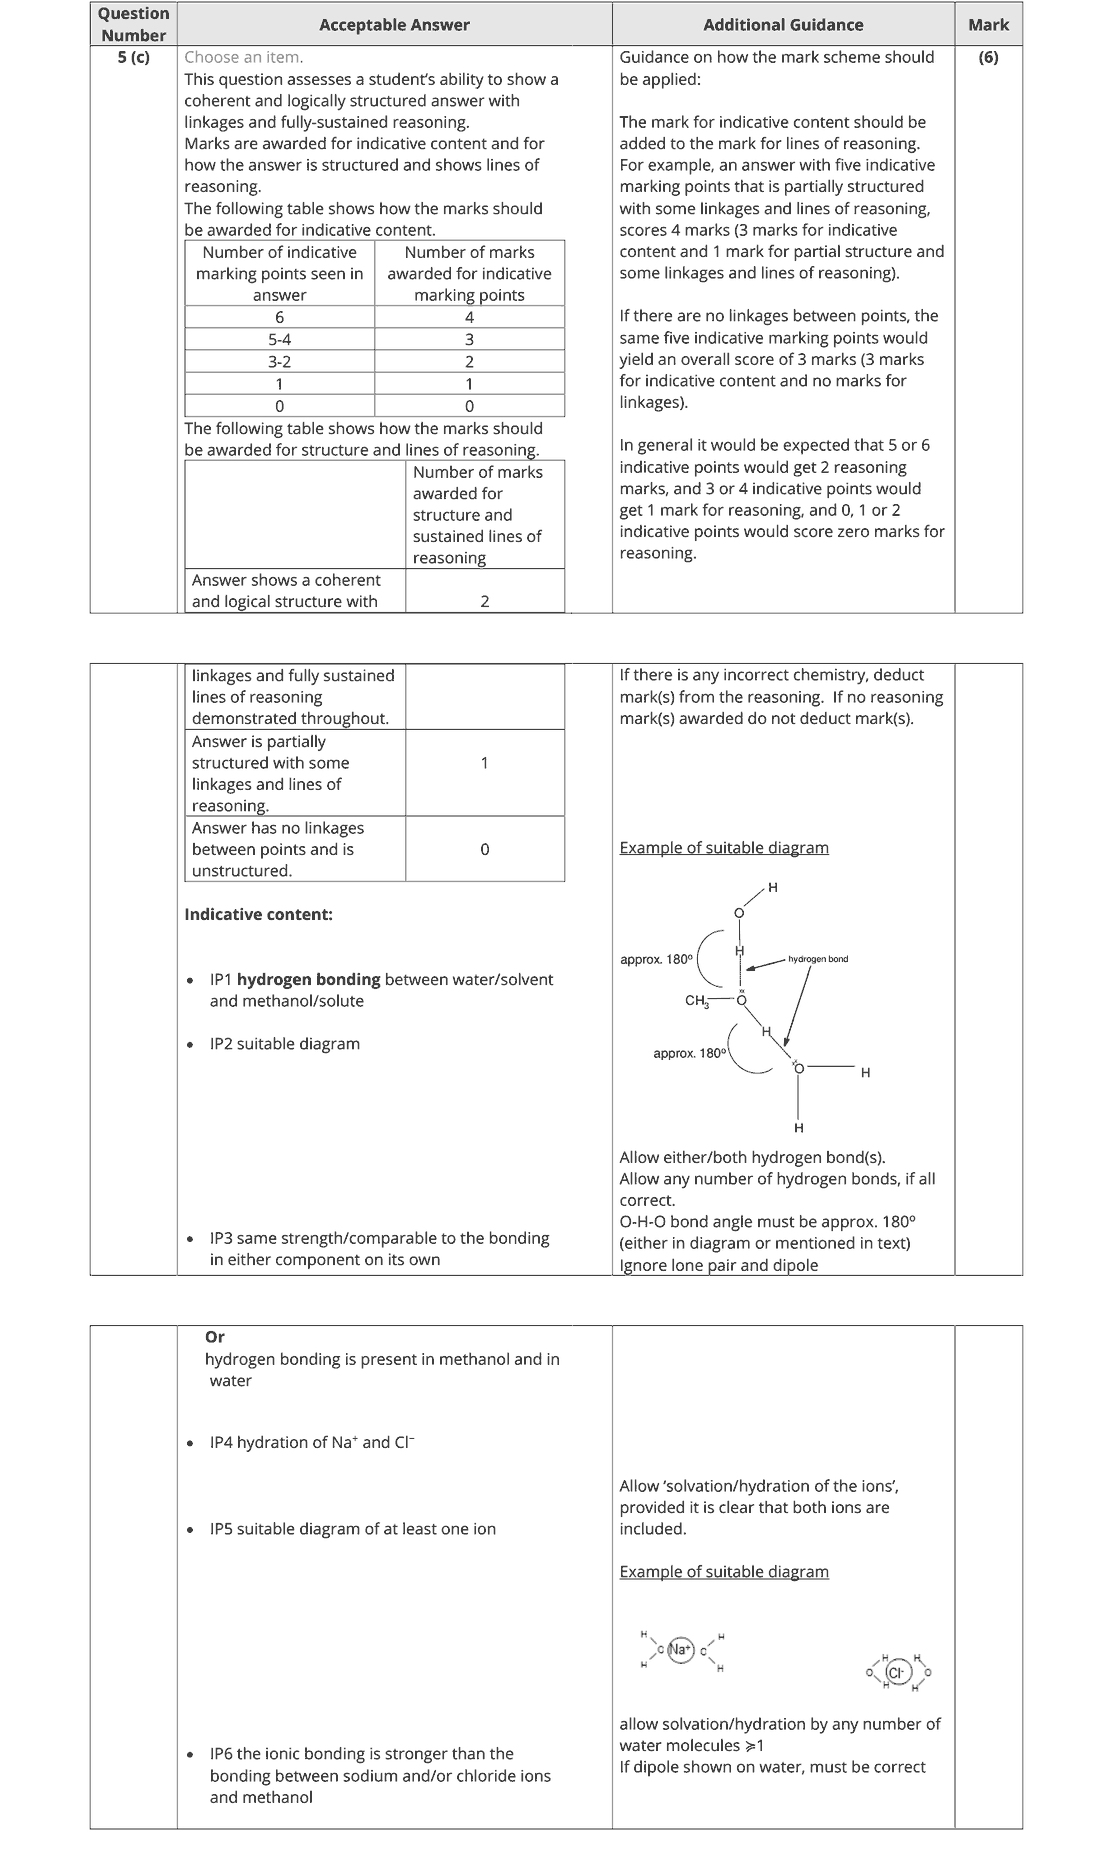 Question Number
Acceptable Answer
Additional Guidance
Mark
5 (c)
Choose an item.
This question assesses a student's ability to show a
coherent and logically structured answer with
linkages and fully-sustained reasoning.
Marks are awarded for indicative content and for
how the answer is structured and shows lines of
reasoning.
The following table shows how the marks should
be awarded for indicative content.
Number of indicative
marking points seen in
answer
Number of marks
awarded for indicative
marking points
6 4
5-4 3
3-2 2
1 1
0 0
The following table shows how the marks should
be awarded for structure and lines of reasoning.
Number of marks
awarded for
structure and
sustained lines of
reasoning
Answer shows a coherent
and logical structure with
2
Guidance on how the mark scheme should
be applied:
The mark for indicative content should be
added to the mark for lines of reasoning.
For example, an answer with five indicative
marking points that is partially structured
with some linkages and lines of reasoning,
scores 4 marks (3 marks for indicative
content and 1 mark for partial structure and
some linkages and lines of reasoning).
If there are no linkages between points, the
same five indicative marking points would
yield an overall score of 3 marks (3 marks
for indicative content and no marks for
linkages).
In general it would be expected that 5 or 6
indicative points would get 2 reasoning
marks, and 3 or 4 indicative points would
get 1 mark for reasoning, and 0, 1 or 2
indicative points would score zero marks for
reasoning.
(6)
linkages and fully sustained
lines of reasoning
demonstrated throughout.
Answer is partially
structured with some
linkages and lines of
reasoning.
1
Answer has no linkages
between points and is
unstructured.
0
Indicative content:
• IP1 hydrogen bonding between water/solvent
and methanol/solute
• IP2 suitable diagram
• IP3 same strength/comparable to the bonding
in either component on its own
If there is any incorrect chemistry, deduct
mark(s) from the reasoning. If no reasoning
mark(s) awarded do not deduct mark(s).
Example of suitable diagram
H
O
approx. 180º
H
hydrogen bond
CH₃
O
H
approx. 180º
O
H
H
Allow either/both hydrogen bond(s).
Allow any number of hydrogen bonds, if all
correct.
O-H-O bond angle must be approx. 180º
(either in diagram or mentioned in text)
Ignore lone pair and dipole
Or
hydrogen bonding is present in methanol and in
water
• IP4 hydration of Na⁺ and Cl⁻
• IP5 suitable diagram of at least one ion
• IP6 the ionic bonding is stronger than the
bonding between sodium and/or chloride ions
and methanol
Allow 'solvation/hydration of the ions',
provided it is clear that both ions are
included.
Example of suitable diagram
H H
O Na⁺ O
H H
H H
O Cl⁻ O
H H
allow solvation/hydration by any number of
water molecules ⩾1
If dipole shown on water, must be correct